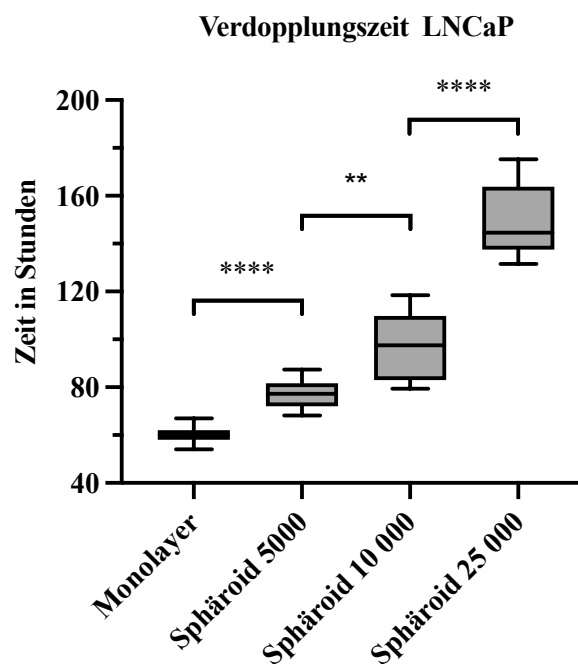 Verdopplungszeit LNCaP
Zeit in Stunden
200
160
120
80
40
****
**
****
Monolayer
Sphäroid 5000
Sphäroid 10 000
Sphäroid 25 000